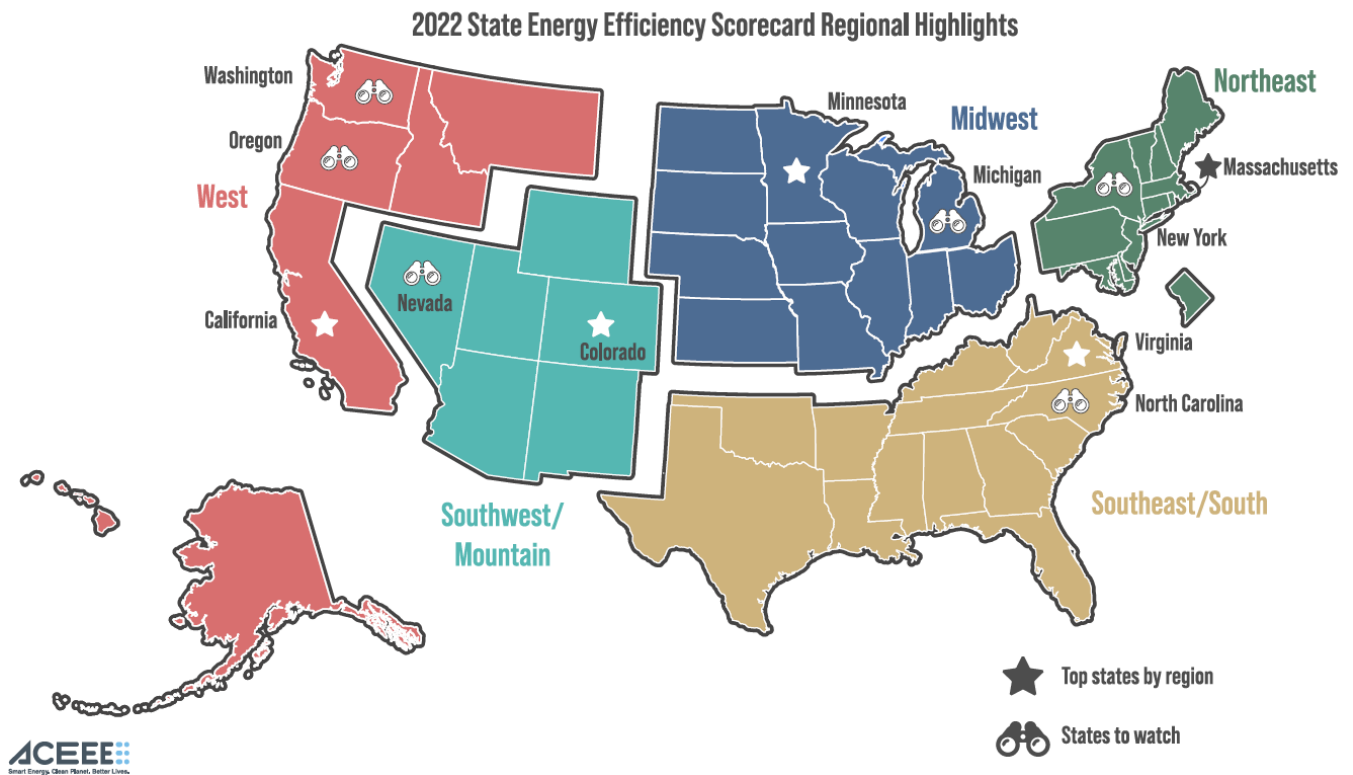 2022 State Energy Efficiency Scorecard Regional Highlights
Washington
Oregon
West
California
Nevada
Colorado
Southwest/
Mountain
Minnesota
Midwest
Michigan
Northeast
Massachusetts
New York
Virginia
North Carolina
Southeast/South
Top states by region
States to watch
ACEEE
Smart Energy. Clean Planet. Better Lives.